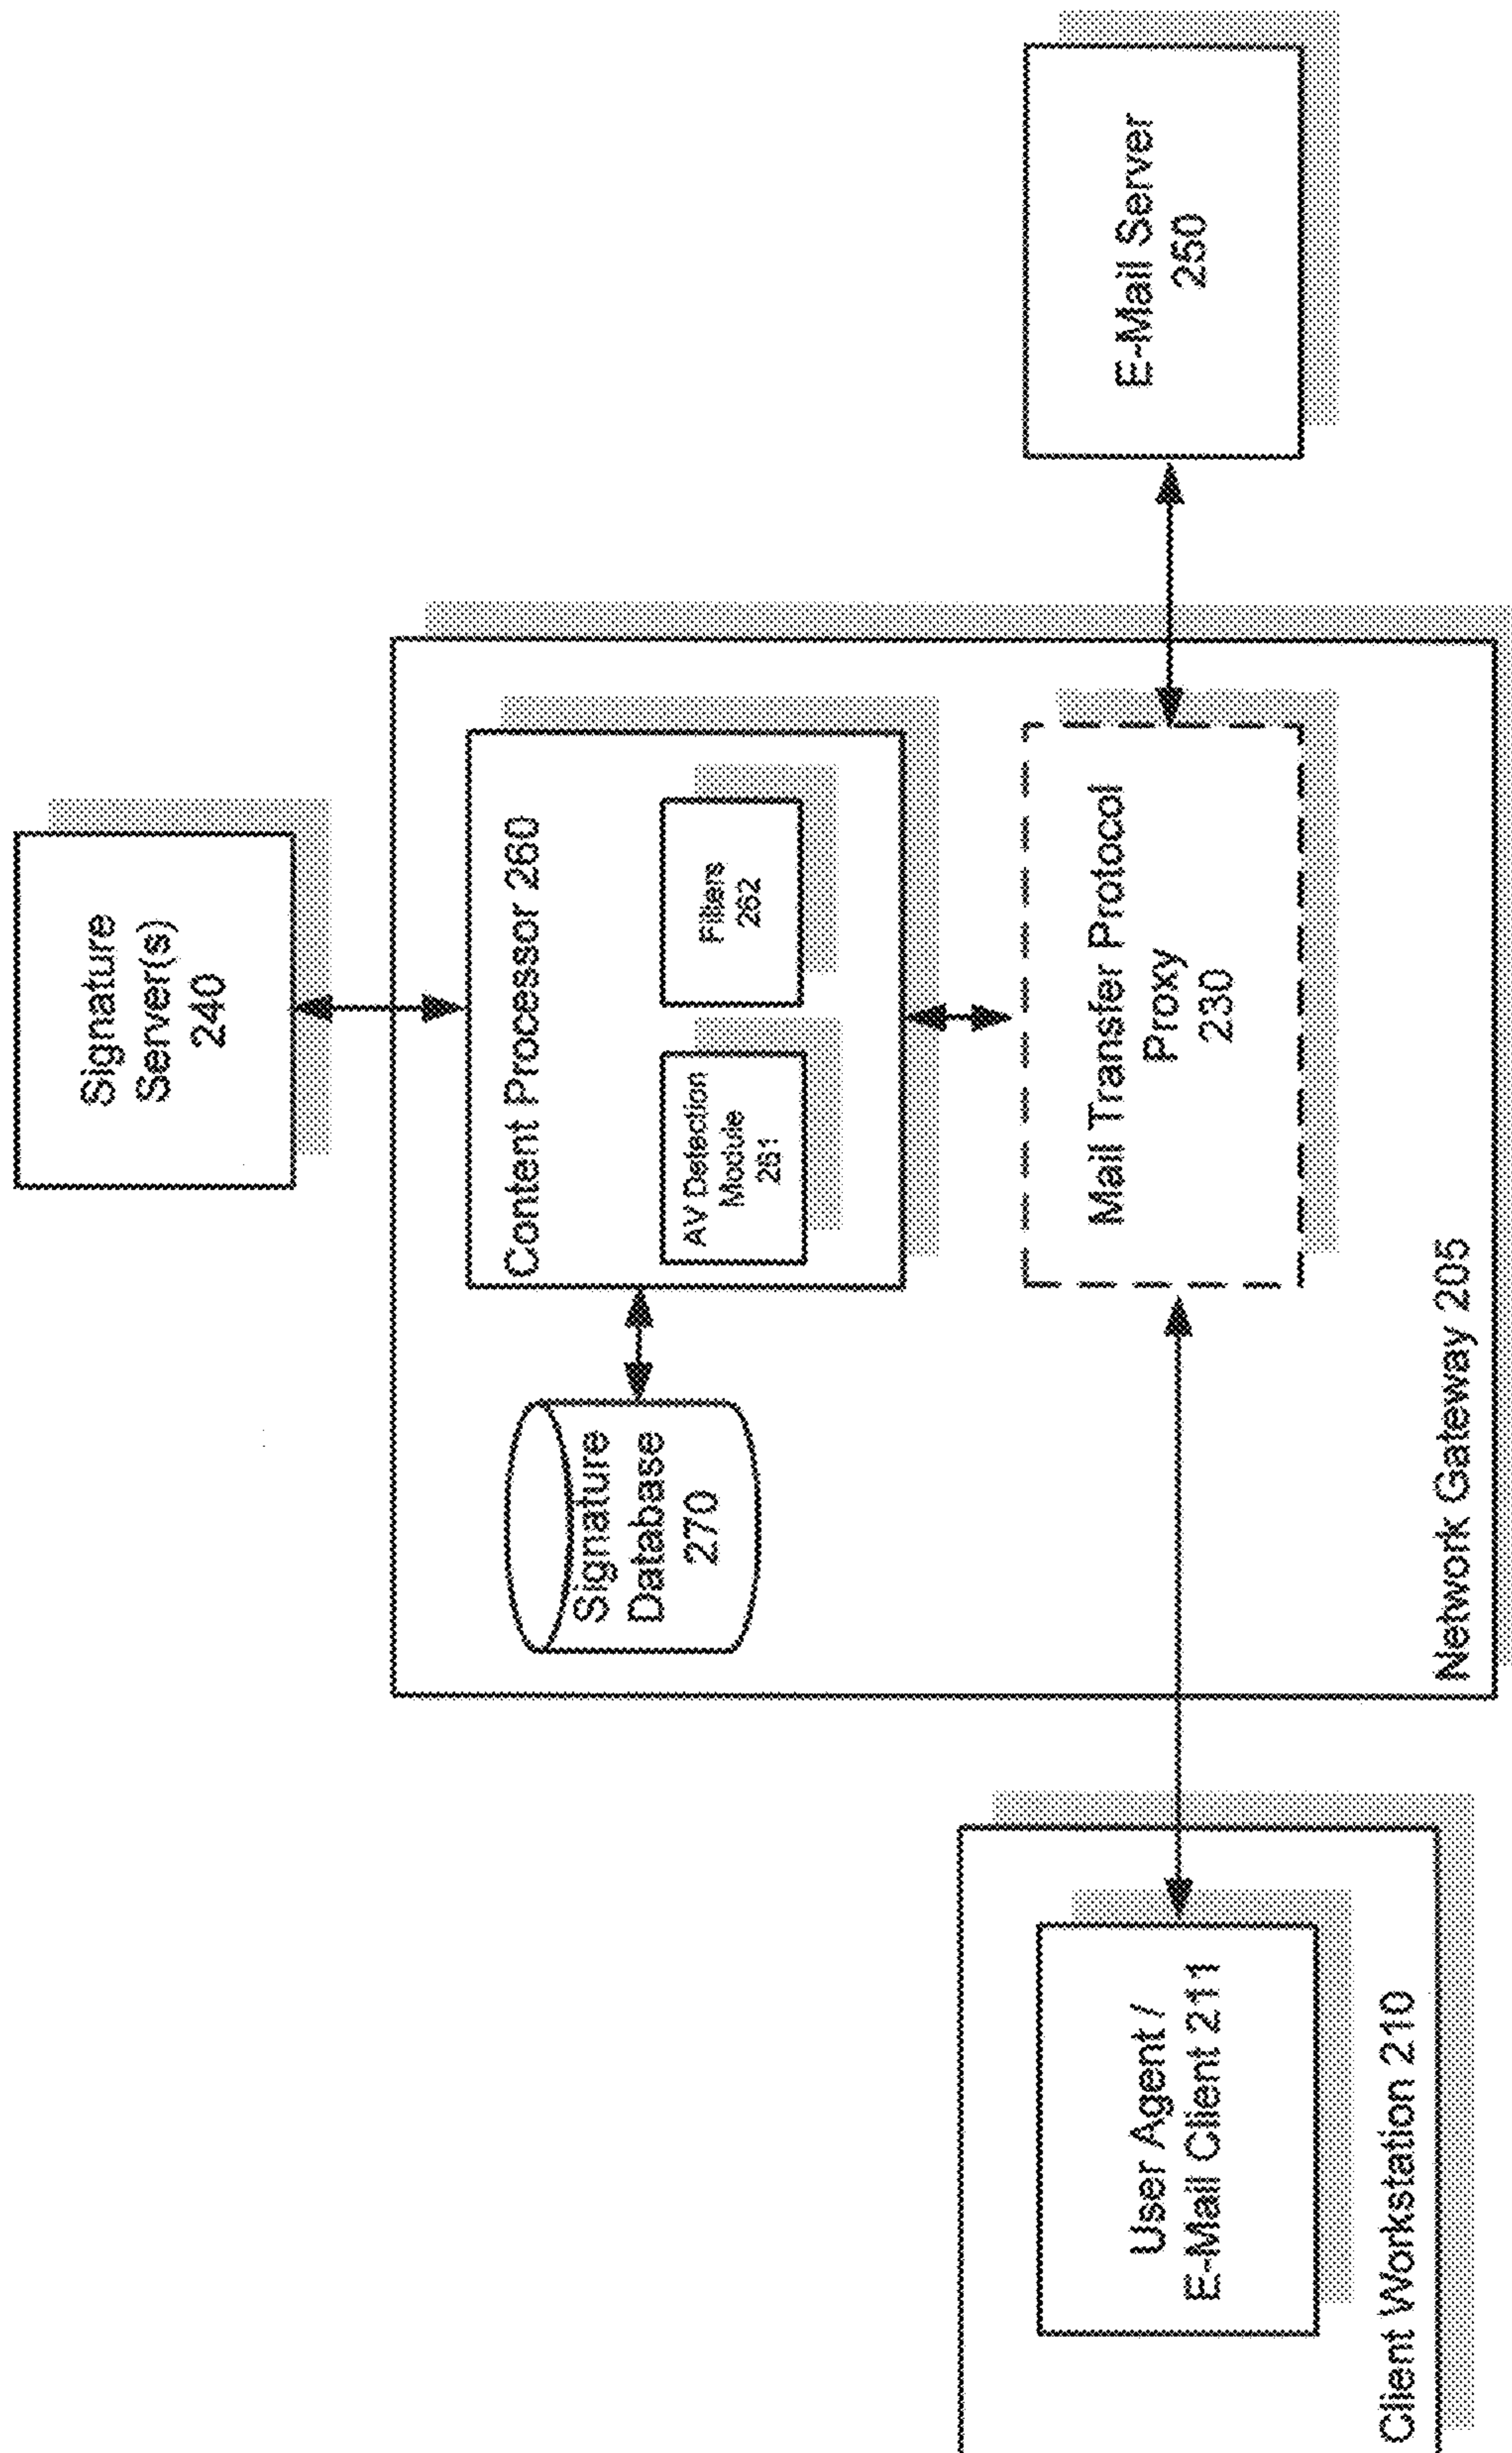 Signature
Server(s)
240
Content Processor 260
AV Detection
Module
261
Filters
262
Signature
Database
270
Mail Transfer Protocol
Proxy
230
Network Gateway 205
User Agent /
E-Mail Client 211
Client Workstation 210
E-Mail Server
250